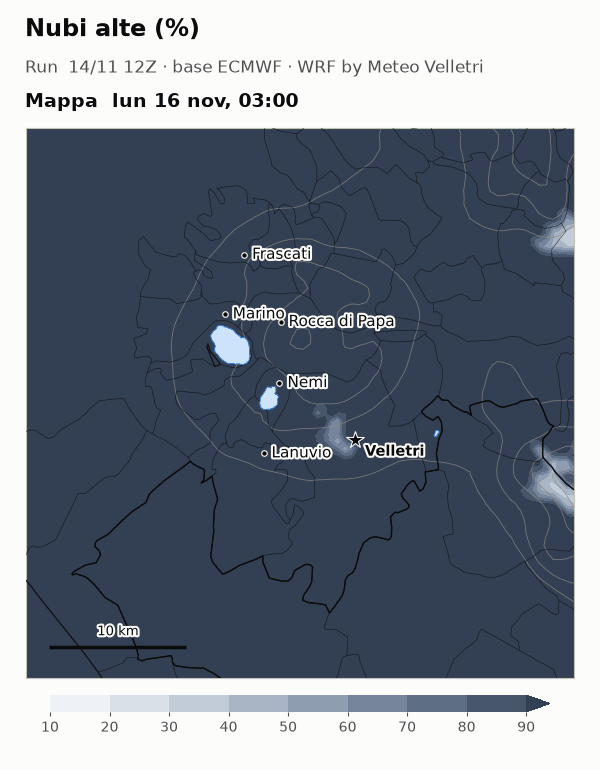 Nubi alte (%)
Run  14/11 12Z · base ECMWF · WRF by Meteo Velletri
Mappa  lun 16 nov, 03:00
Frascati
Marino
Rocca di Papa
Nemi
Velletri
Lanuvio
10 km
10 20 30 40 50 60 70 80 90